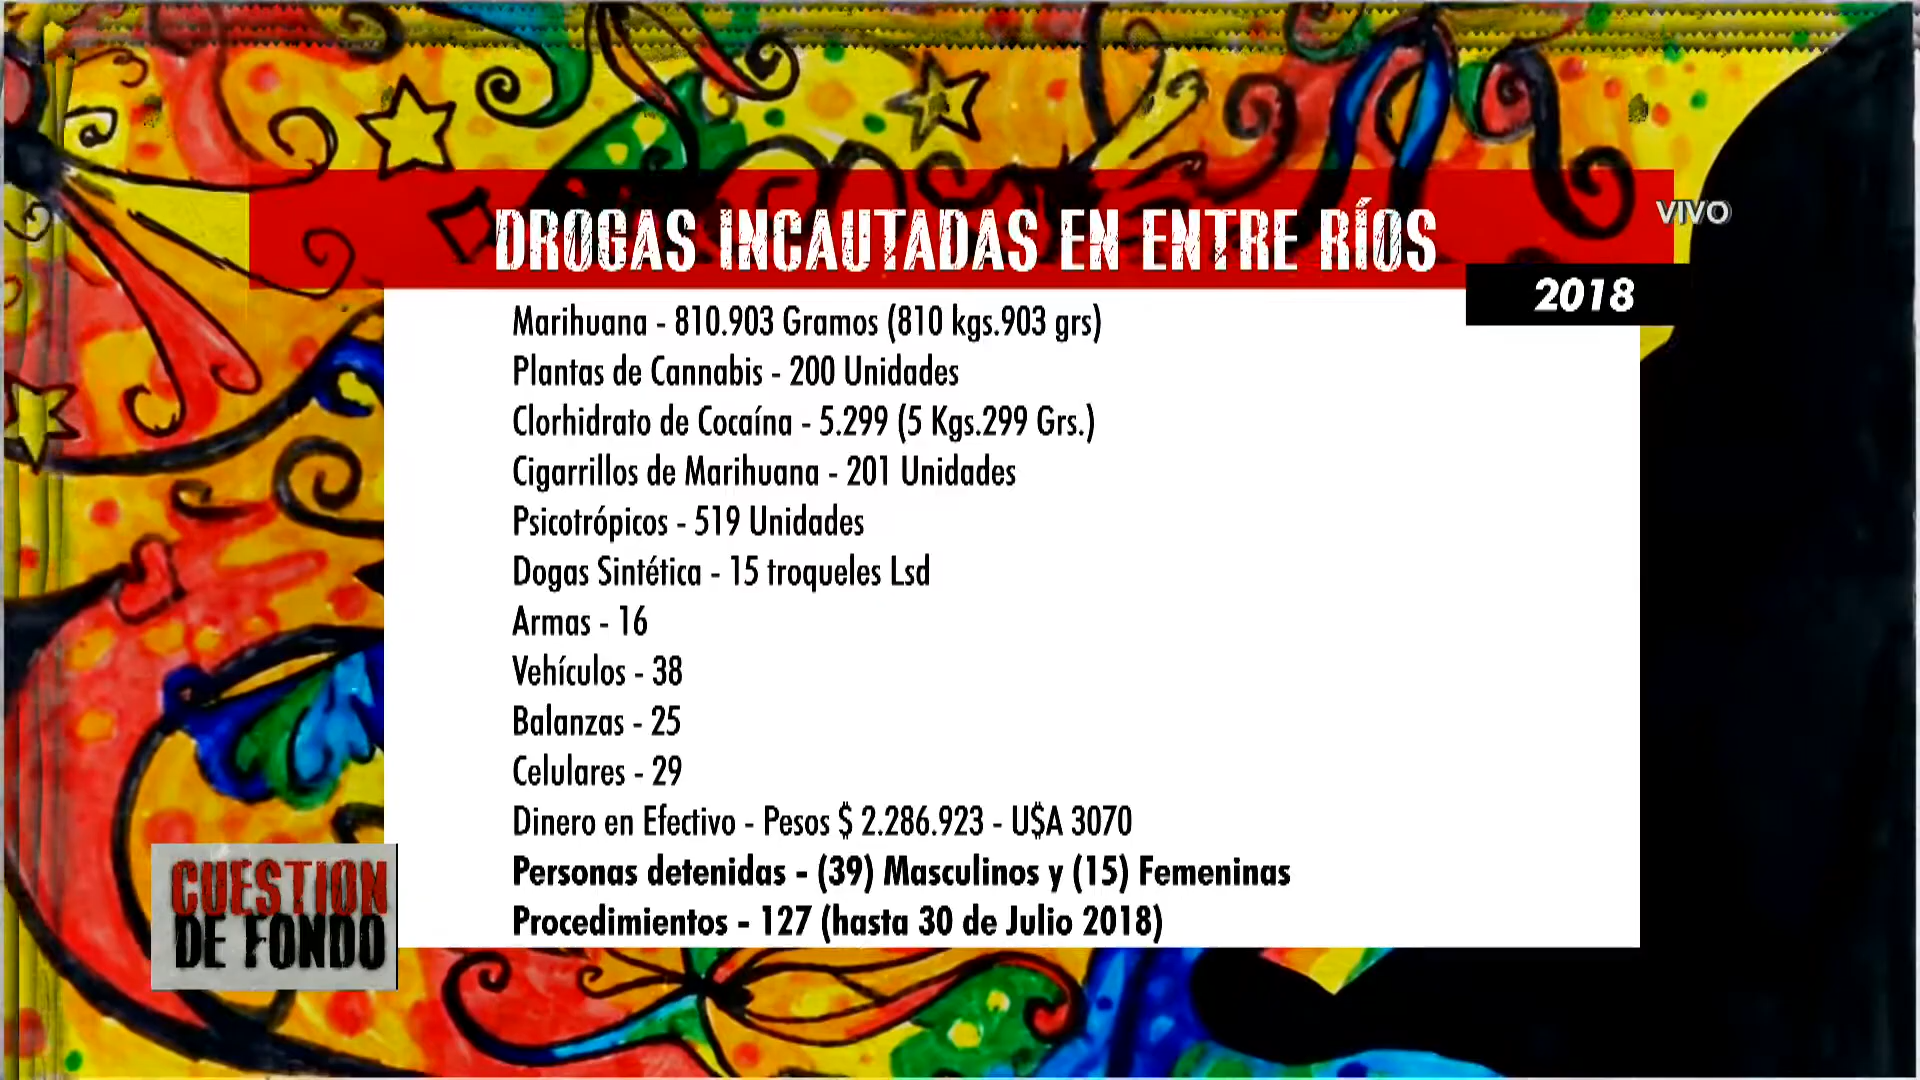 DROGAS INCAUTADAS EN ENTRE RÍOS
VIVO
2018
Marihuana - 810.903 Gramos (810 kgs.903 grs)
Plantas de Cannabis - 200 Unidades
Clorhidrato de Cocaína - 5.299 (5 Kgs.299 Grs.)
Cigarrillos de Marihuana - 201 Unidades
Psicotrópicos - 519 Unidades
Dogas Sintética - 15 troqueles Lsd
Armas - 16
Vehículos - 38
Balanzas - 25
Celulares - 29
Dinero en Efectivo - Pesos $ 2.286.923 - U$A 3070
Personas detenidas - (39) Masculinos y (15) Femeninas
Procedimientos - 127 (hasta 30 de Julio 2018)
CUESTION
DE FONDO